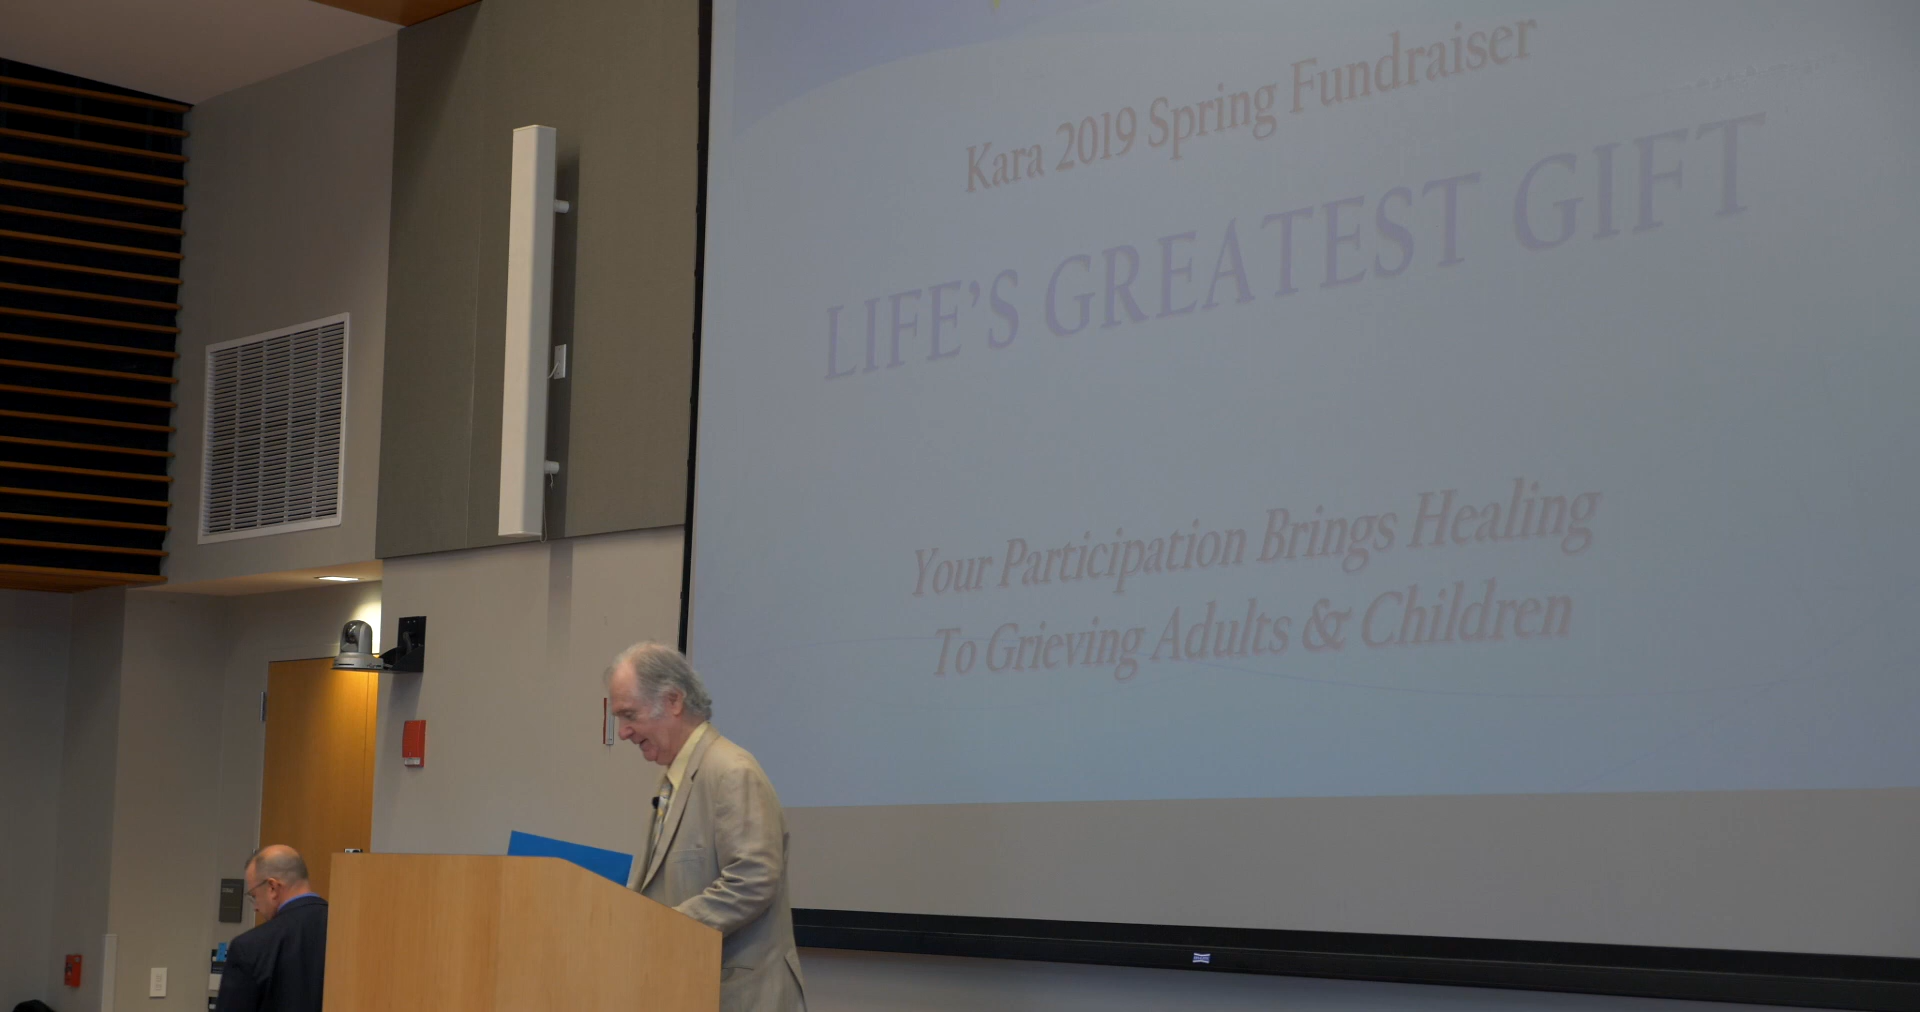 Kara 2019 Spring Fundraiser
LIFE'S GREATEST GIFT
Your Participation Brings Healing
To Grieving Adults & Children